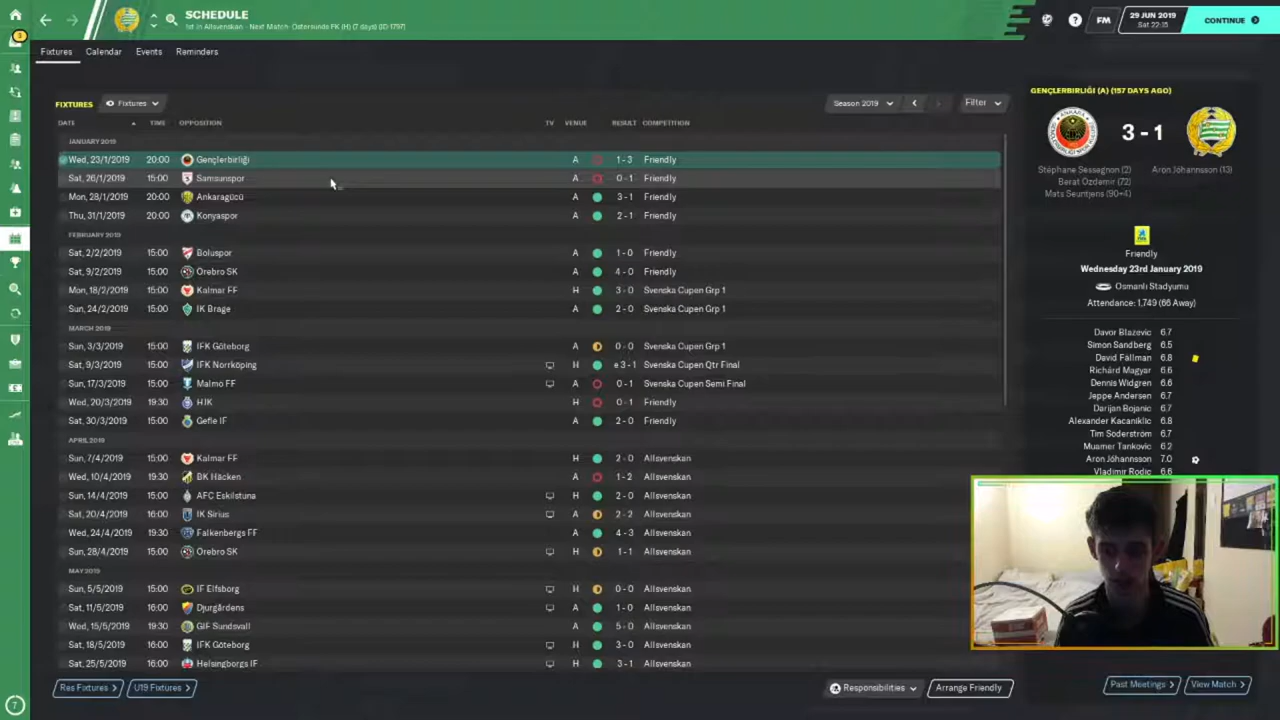 SCHEDULE
1st in Allsvenskan - Next Match: Östersunds FK (H) (7 days) (ID:1797)
FM
29 JUN 2019
Sat 22:15
CONTINUE
3
Fixtures Calendar Events Reminders
FIXTURES Fixtures Season 2019 Filter
DATE TIME OPPOSITION TV VENUE RESULT COMPETITION
JANUARY 2019
Wed, 23/1/2019 20:00 Gençlerbirliği A 1-3 Friendly
Sat, 26/1/2019 15:00 Samsunspor A 0-1 Friendly
Mon, 28/1/2019 20:00 Ankaragücü A 3-1 Friendly
Thu, 31/1/2019 20:00 Konyaspor A 2-1 Friendly
FEBRUARY 2019
Sat, 2/2/2019 15:00 Boluspor A 1-0 Friendly
Sat, 9/2/2019 15:00 Örebro SK A 4-0 Friendly
Mon, 18/2/2019 15:00 Kalmar FF H 3-0 Svenska Cupen Grp 1
Sun, 24/2/2019 15:00 IK Brage A 2-0 Svenska Cupen Grp 1
MARCH 2019
Sun, 3/3/2019 15:00 IFK Göteborg A 0-0 Svenska Cupen Grp 1
Sat, 9/3/2019 15:00 IFK Norrköping H e 3-1 Svenska Cupen Qtr Final
Sun, 17/3/2019 15:00 Malmö FF A 0-1 Svenska Cupen Semi Final
Wed, 20/3/2019 19:30 HJK H 0-1 Friendly
Sat, 30/3/2019 15:00 Gefle IF A 2-0 Friendly
APRIL 2019
Sun, 7/4/2019 15:00 Kalmar FF H 2-0 Allsvenskan
Wed, 10/4/2019 19:30 BK Häcken A 1-2 Allsvenskan
Sun, 14/4/2019 15:00 AFC Eskilstuna H 2-0 Allsvenskan
Sat, 20/4/2019 16:00 IK Sirius A 2-2 Allsvenskan
Wed, 24/4/2019 19:30 Falkenbergs FF A 4-3 Allsvenskan
Sun, 28/4/2019 15:00 Örebro SK H 1-1 Allsvenskan
MAY 2019
Sun, 5/5/2019 15:00 IF Elfsborg H 0-0 Allsvenskan
Sat, 11/5/2019 16:00 Djurgårdens A 1-0 Allsvenskan
Wed, 15/5/2019 19:30 GIF Sundsvall A 5-0 Allsvenskan
Sat, 18/5/2019 16:00 IFK Göteborg H 3-0 Allsvenskan
Sat, 25/5/2019 16:00 Helsingborgs IF H 3-1 Allsvenskan
Res Fixtures U19 Fixtures Responsibilities Arrange Friendly
7
GENÇLERBIRLIĞI (A) (157 DAYS AGO)
3 - 1
Stéphane Sessegnon (2) Aron Jóhannsson (13)
Berat Özdemir (72)
Mats Seuntjens (90+4)
Friendly
Wednesday 23rd January 2019
Osmanlı Stadyumu
Attendance: 1,749 (66 Away)
Davor Blazevic 6.7
Simon Sandberg 6.5
David Fällman 6.8
Richárd Magyar 6.6
Dennis Widgren 6.6
Jeppe Andersen 6.7
Darijan Bojanic 6.7
Alexander Kacaniklic 6.8
Tim Söderström 6.7
Muamer Tankovic 6.2
Aron Jóhannsson 7.0
Vladimir Rodic 6.6
Past Meetings View Match